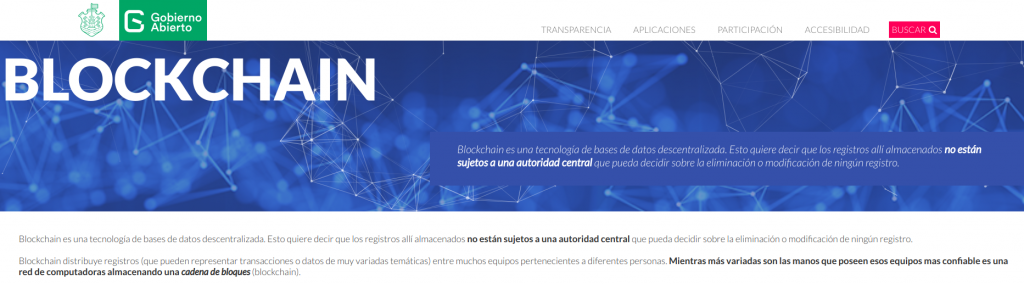 Gobierno
Abierto
TRANSPARENCIA APLICACIONES PARTICIPACIÓN ACCESIBILIDAD BUSCAR
BLOCKCHAIN
Blockchain es una tecnología de bases de datos descentralizada. Esto quiere decir que los registros allí almacenados no están
sujetos a una autoridad central que pueda decidir sobre la eliminación o modificación de ningún registro.
Blockchain es una tecnología de bases de datos descentralizada. Esto quiere decir que los registros allí almacenados no están sujetos a una autoridad central que pueda decidir sobre la eliminación o modificación de ningún registro.
Blockchain distribuye registros (que pueden representar transacciones o datos de muy variadas temáticas) entre muchos equipos pertenecientes a diferentes personas. Mientras más variadas son las manos que poseen esos equipos mas confiable es una
red de computadoras almacenando una cadena de bloques (blockchain).